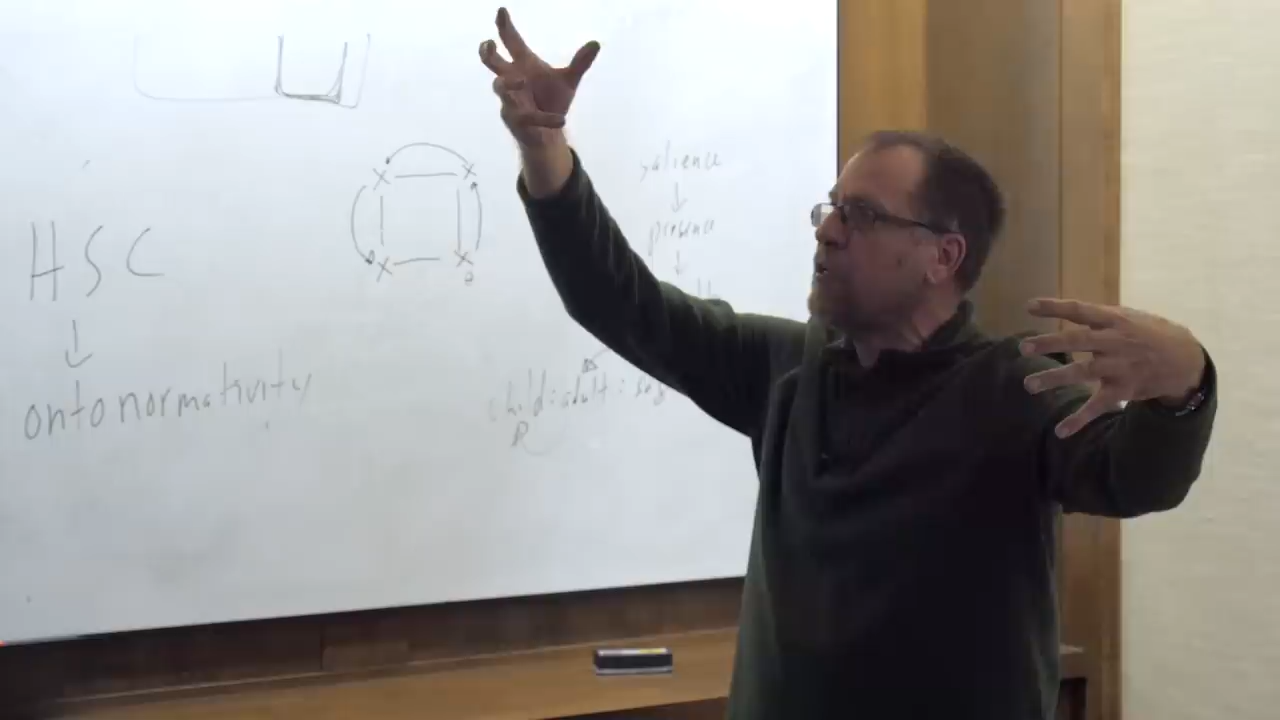 HSC
ontonormativity
x x
x x
salience
presence
child:adult: